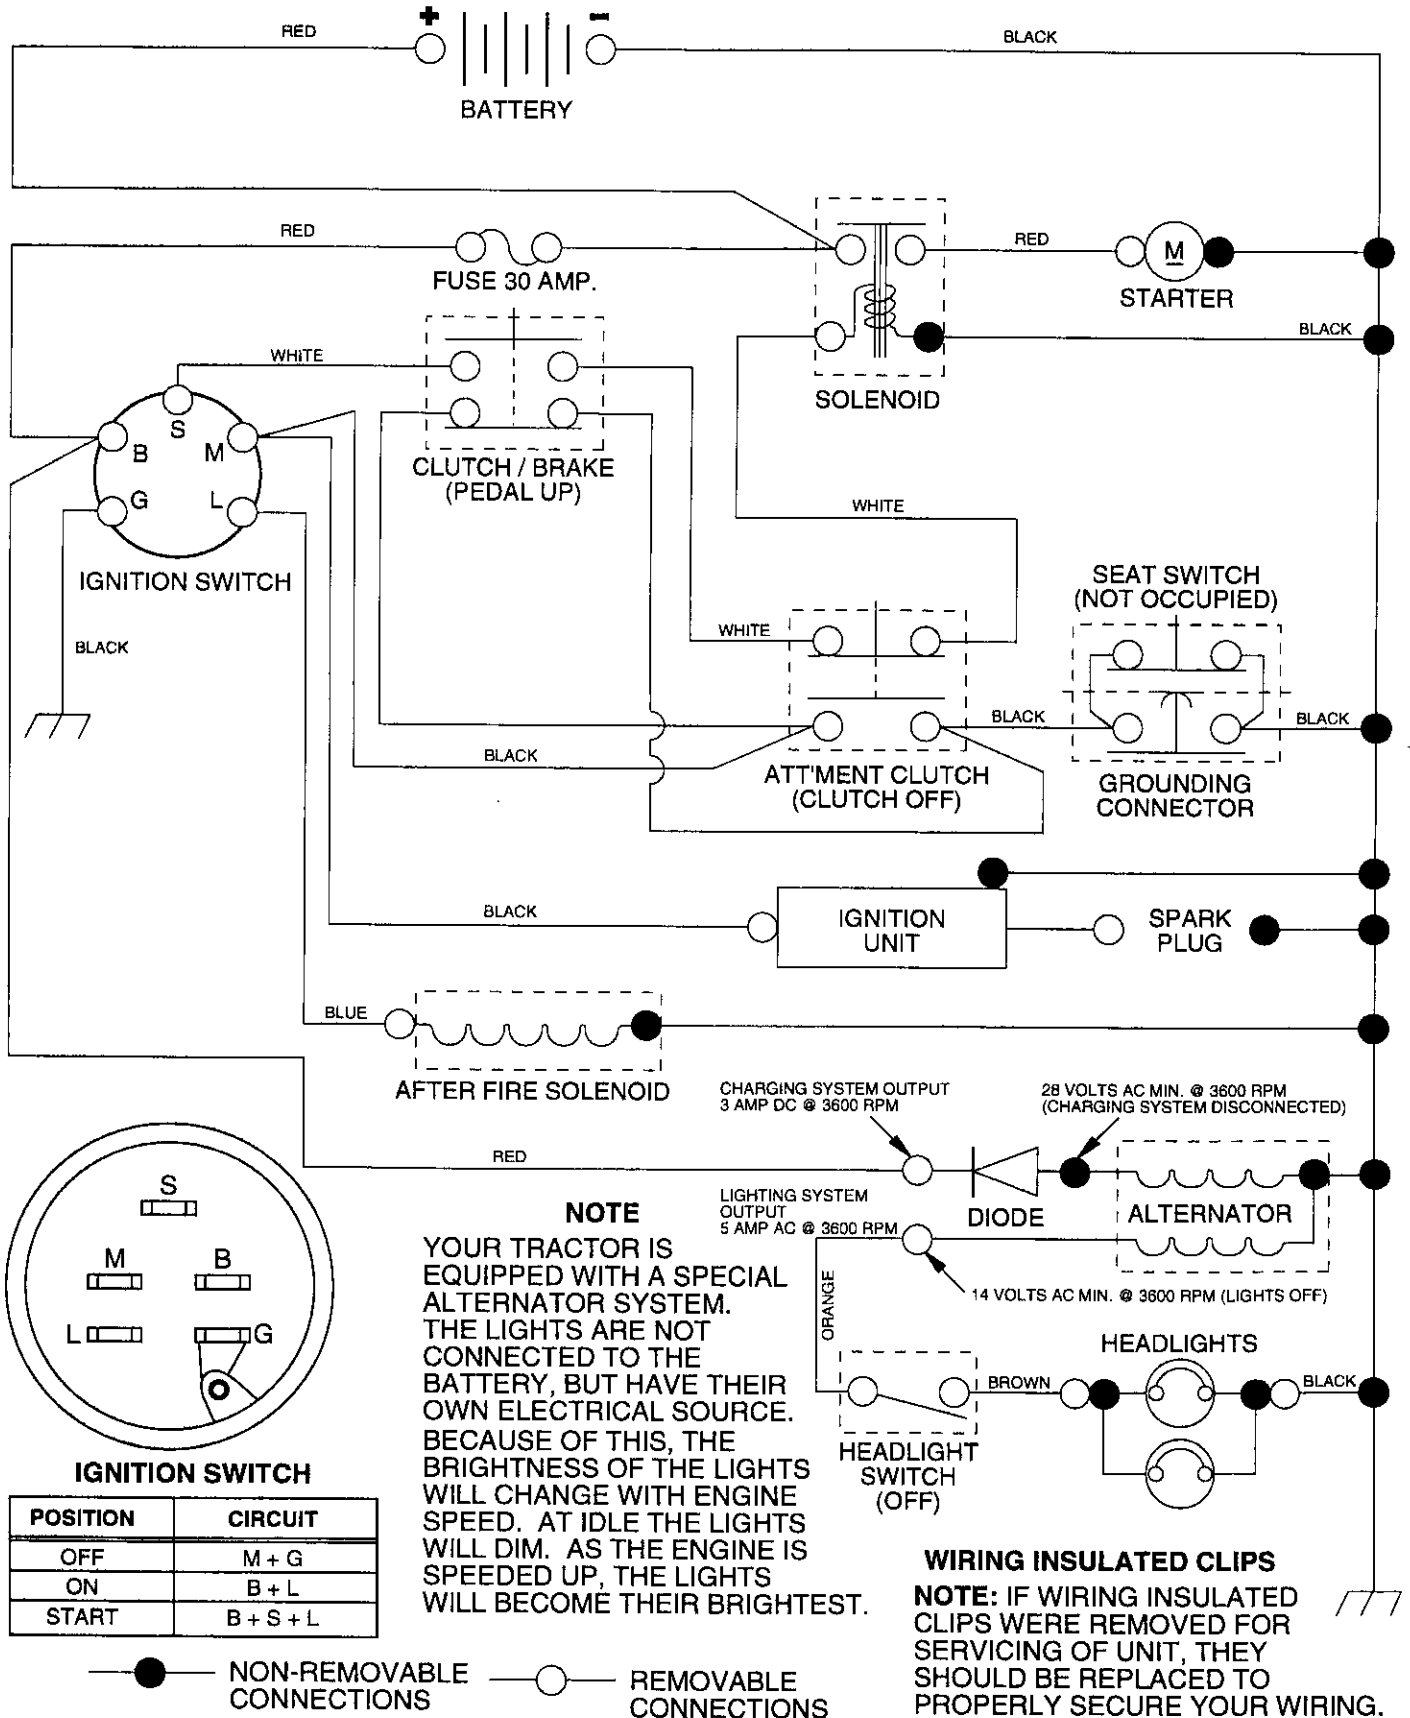 +
-
RED
BLACK
BATTERY
RED
RED
M
FUSE 30 AMP.
STARTER
WHITE
BLACK
SOLENOID
S
B
M
G
L
CLUTCH / BRAKE
(PEDAL UP)
WHITE
IGNITION SWITCH
SEAT SWITCH
(NOT OCCUPIED)
WHITE
BLACK
BLACK
BLACK
BLACK
ATT'MENT CLUTCH
(CLUTCH OFF)
GROUNDING
CONNECTOR
BLACK
IGNITION
UNIT
SPARK
PLUG
BLUE
AFTER FIRE SOLENOID
CHARGING SYSTEM OUTPUT
3 AMP DC @ 3600 RPM
28 VOLTS AC MIN. @ 3600 RPM
(CHARGING SYSTEM DISCONNECTED)
RED
LIGHTING SYSTEM
OUTPUT
5 AMP AC @ 3600 RPM
DIODE
ALTERNATOR
14 VOLTS AC MIN. @ 3600 RPM (LIGHTS OFF)
ORANGE
HEADLIGHTS
BROWN
BLACK
HEADLIGHT
SWITCH
(OFF)
S
M
B
L
G
IGNITION SWITCH
POSITION CIRCUIT
OFF M + G
ON B + L
START B + S + L
NOTE
YOUR TRACTOR IS
EQUIPPED WITH A SPECIAL
ALTERNATOR SYSTEM.
THE LIGHTS ARE NOT
CONNECTED TO THE
BATTERY, BUT HAVE THEIR
OWN ELECTRICAL SOURCE.
BECAUSE OF THIS, THE
BRIGHTNESS OF THE LIGHTS
WILL CHANGE WITH ENGINE
SPEED. AT IDLE THE LIGHTS
WILL DIM. AS THE ENGINE IS
SPEEDED UP, THE LIGHTS
WILL BECOME THEIR BRIGHTEST.
WIRING INSULATED CLIPS
NOTE: IF WIRING INSULATED
CLIPS WERE REMOVED FOR
SERVICING OF UNIT, THEY
SHOULD BE REPLACED TO
PROPERLY SECURE YOUR WIRING.
NON-REMOVABLE
CONNECTIONS
REMOVABLE
CONNECTIONS